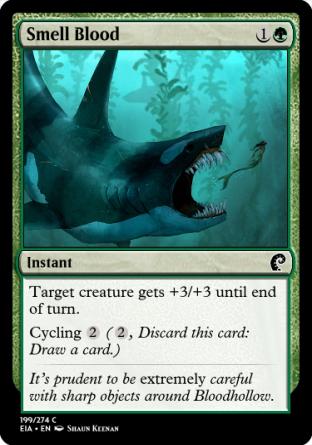 Smell Blood 1
Instant
Target creature gets +3/+3 until end
of turn.
Cycling 2 ( 2, Discard this card:
Draw a card.)
It's prudent to be extremely careful
with sharp objects around Bloodhollow.
199/274 C
EIA • EN Shaun Keenan